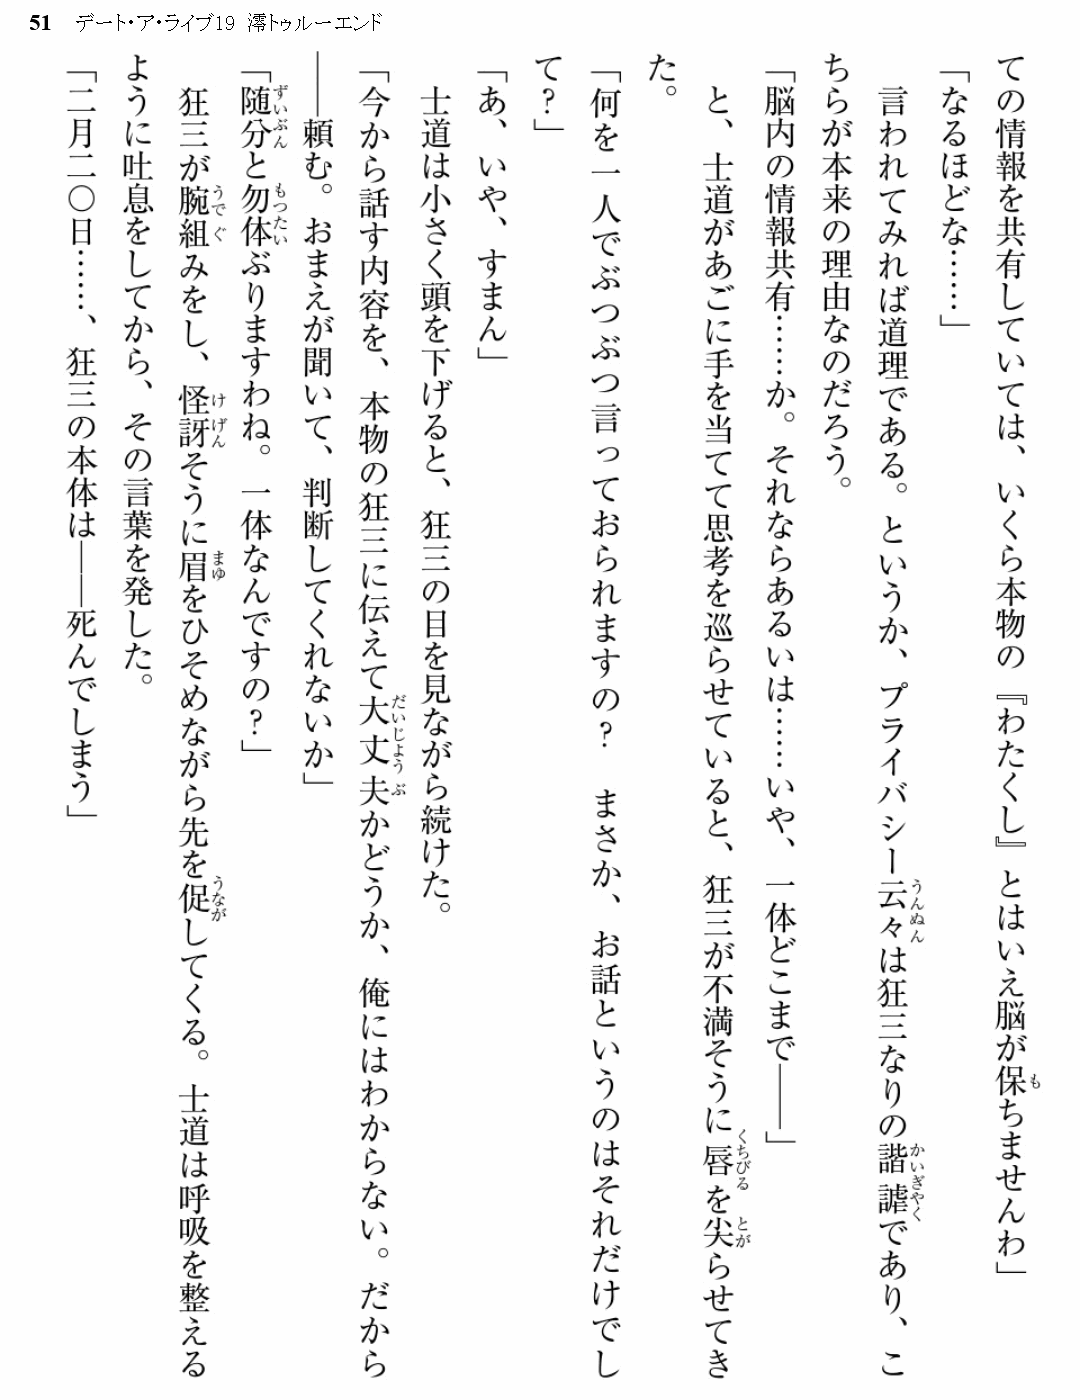 51 デート・ア・ライブ19 澪トゥルーエンド
ての情報を共有していては、いくら本物の『わたくし』とはいえ脳が保ちませんわ」
「なるほどな……」
　言われてみれば道理である。というか、プライバシー云々は狂三なりの諧謔であり、こ
ちらが本来の理由なのだろう。
「脳内の情報共有……か。それならあるいは……いや、一体どこまで――」
　と、士道があごに手を当てて思考を巡らせていると、狂三が不満そうに唇を尖らせてき
た。
「何を一人でぶつぶつ言っておられますの？　まさか、お話というのはそれだけでし
て？」
「あ、いや、すまん」
　士道は小さく頭を下げると、狂三の目を見ながら続けた。
「今から話す内容を、本物の狂三に伝えて大丈夫かどうか、俺にはわからない。だから
――頼む。おまえが聞いて、判断してくれないか」
「随分と勿体ぶりますわね。一体なんですの？」
　狂三が腕組みをし、怪訝そうに眉をひそめながら先を促してくる。士道は呼吸を整える
ように吐息をしてから、その言葉を発した。
「二月二〇日……、狂三の本体は――死んでしまう」